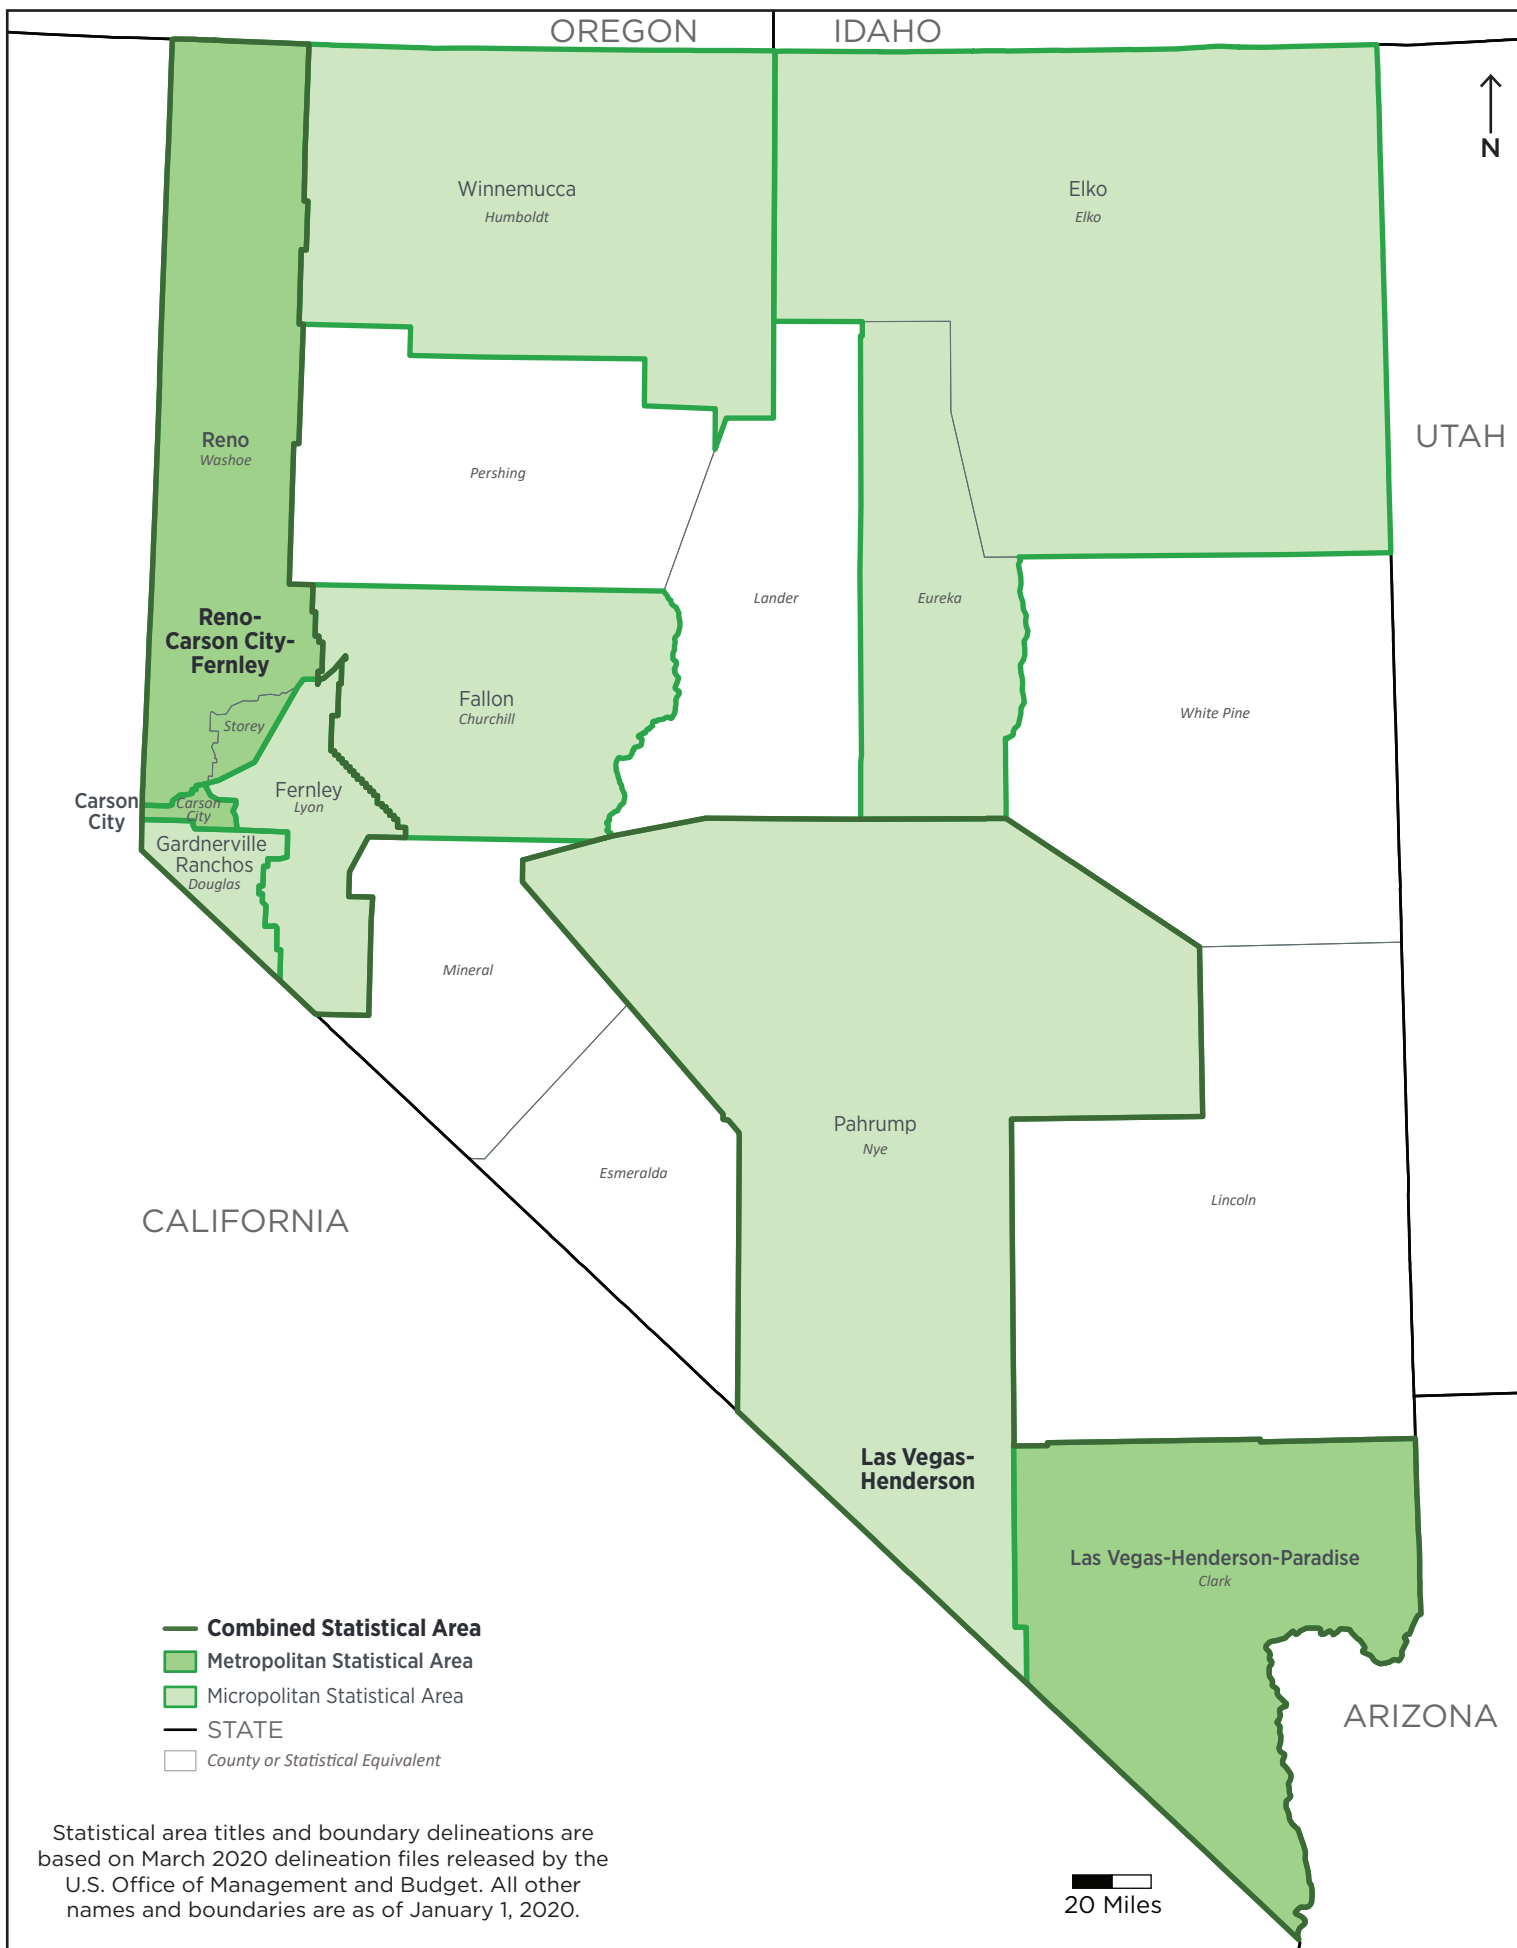 OREGON
IDAHO
N
Winnemucca
Humboldt
Elko
Elko
UTAH
Reno
Washoe
Pershing
Lander
Eureka
Reno-
Carson City-
Fernley
Fallon
Churchill
White Pine
Storey
Fernley
Lyon
Carson
City
Carson
City
Gardnerville
Ranchos
Douglas
Mineral
Pahrump
Nye
Esmeralda
Lincoln
CALIFORNIA
Las Vegas-
Henderson
Las Vegas-Henderson-Paradise
Clark
ARIZONA
Combined Statistical Area
Metropolitan Statistical Area
Micropolitan Statistical Area
STATE
County or Statistical Equivalent
Statistical area titles and boundary delineations are
based on March 2020 delineation files released by the
U.S. Office of Management and Budget. All other
names and boundaries are as of January 1, 2020.
20 Miles